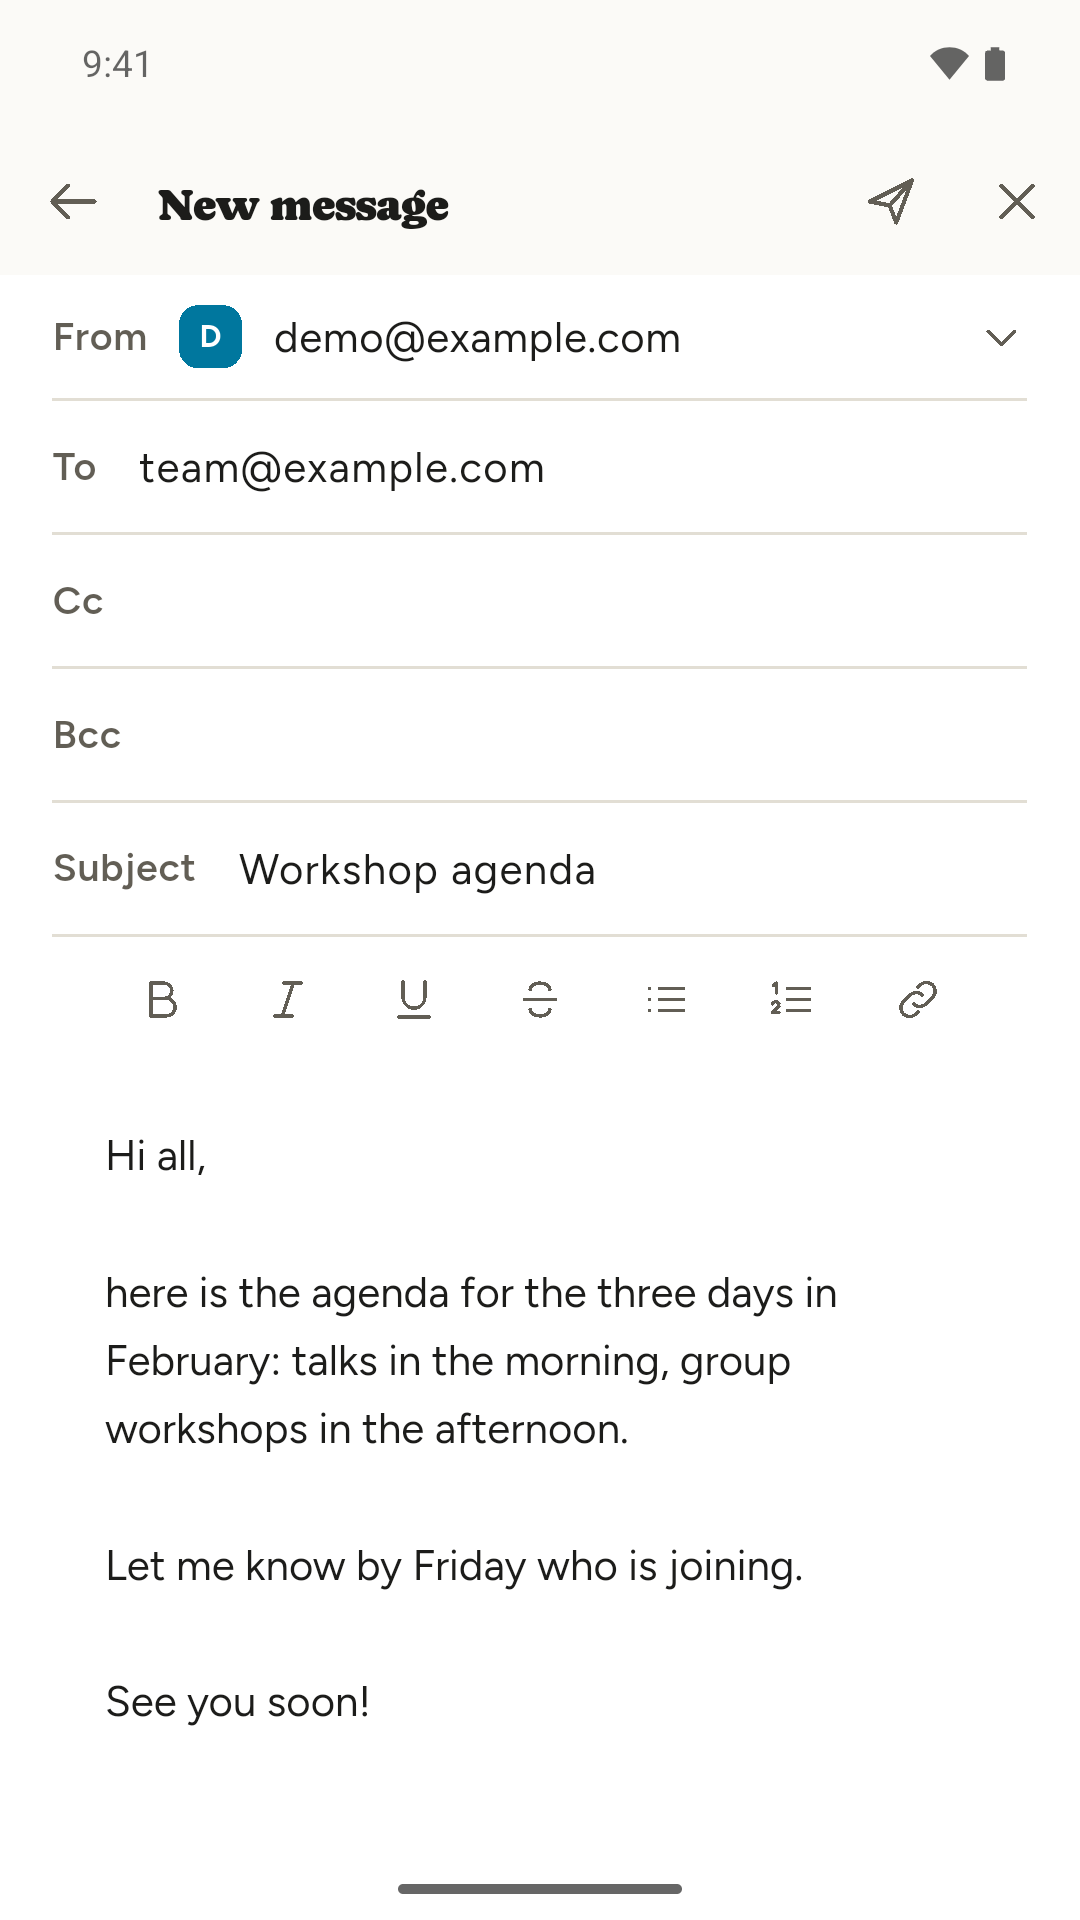 9:41
New message
From D demo@example.com
To team@example.com
Cc
Bcc
Subject Workshop agenda
Hi all,
here is the agenda for the three days in
February: talks in the morning, group
workshops in the afternoon.
Let me know by Friday who is joining.
See you soon!